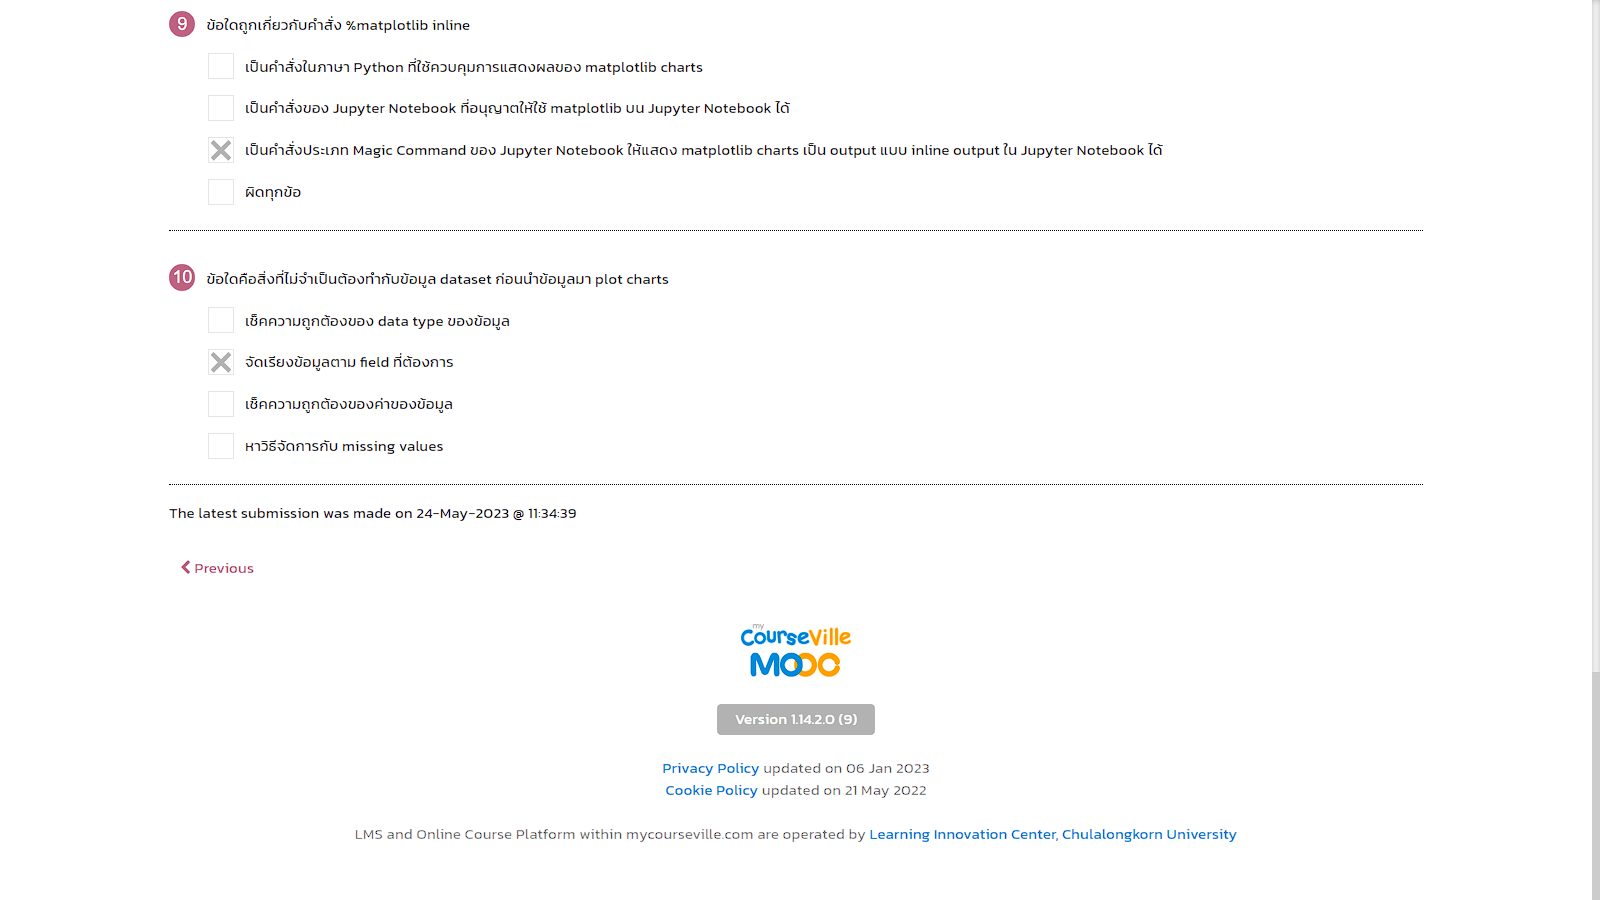 9 ข้อใดถูกเกี่ยวกับคำสั่ง %matplotlib inline
เป็นคำสั่งในภาษา Python ที่ใช้ควบคุมการแสดงผลของ matplotlib charts
เป็นคำสั่งของ Jupyter Notebook ที่อนุญาตให้ใช้ matplotlib บน Jupyter Notebook ได้
เป็นคำสั่งประเภท Magic Command ของ Jupyter Notebook ให้แสดง matplotlib charts เป็น output แบบ inline output ใน Jupyter Notebook ได้
ผิดทุกข้อ
10 ข้อใดคือสิ่งที่ไม่จำเป็นต้องทำกับข้อมูล dataset ก่อนนำข้อมูลมา plot charts
เช็คความถูกต้องของ data type ของข้อมูล
จัดเรียงข้อมูลตาม field ที่ต้องการ
เช็คความถูกต้องของค่าของข้อมูล
หาวิธีจัดการกับ missing values
The latest submission was made on 24-May-2023 @ 11:34:39
Previous
my
CourseVille
MOOC
Version 1.14.2.0 (9)
Privacy Policy updated on 06 Jan 2023
Cookie Policy updated on 21 May 2022
LMS and Online Course Platform within mycourseville.com are operated by Learning Innovation Center, Chulalongkorn University